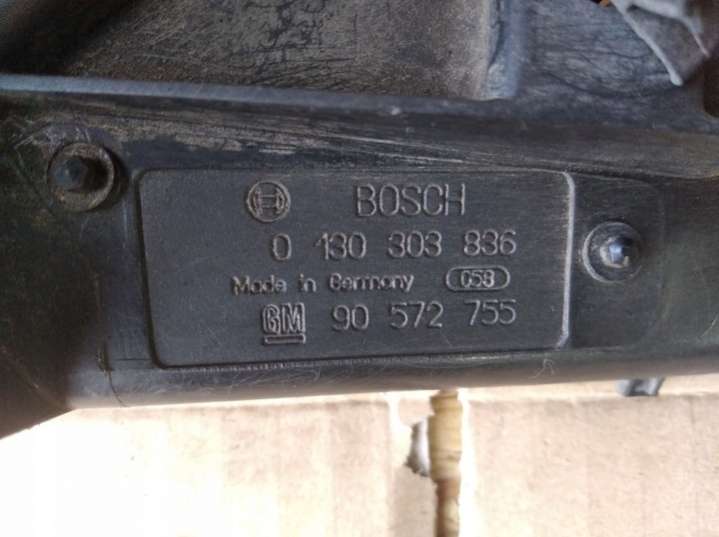 BOSCH
0 130 303 836
Made in Germany C58
GM 90 572 755